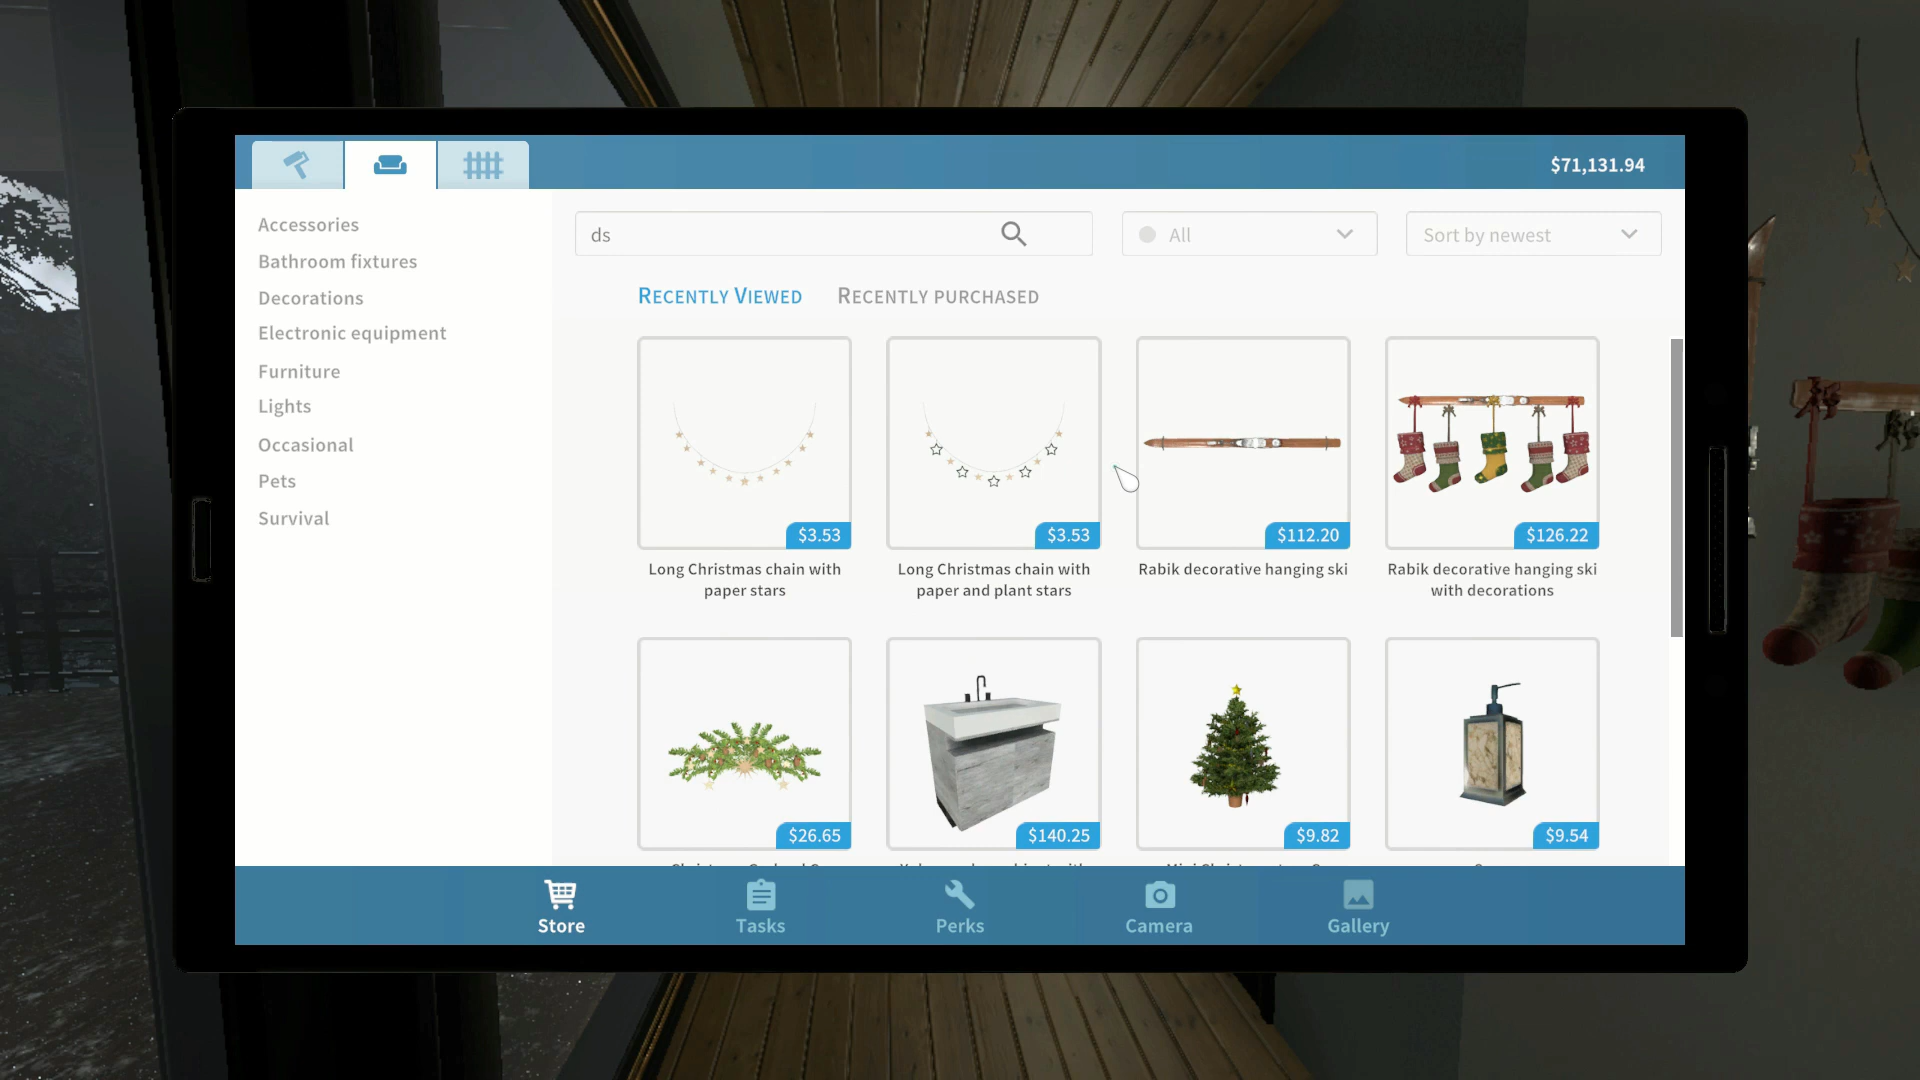 $71,131.94
Accessories
Bathroom fixtures
Decorations
Electronic equipment
Furniture
Lights
Occasional
Pets
Survival
ds
All
Sort by newest
RECENTLY VIEWED
RECENTLY PURCHASED
$3.53
Long Christmas chain with
paper stars
$3.53
Long Christmas chain with
paper and plant stars
$112.20
Rabik decorative hanging ski
$126.22
Rabik decorative hanging ski
with decorations
$26.65
$140.25
$9.82
$9.54
Store
Tasks
Perks
Camera
Gallery